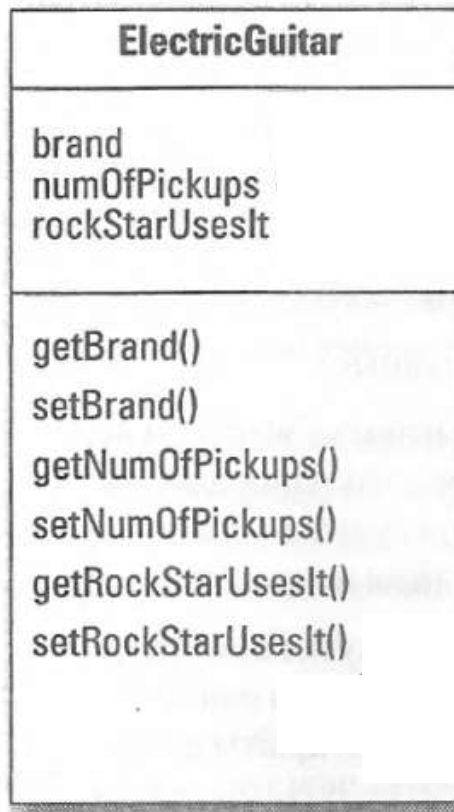 ElectricGuitar
brand
numOfPickups
rockStarUsesIt
getBrand()
setBrand()
getNumOfPickups()
setNumOfPickups()
getRockStarUsesIt()
setRockStarUsesIt()